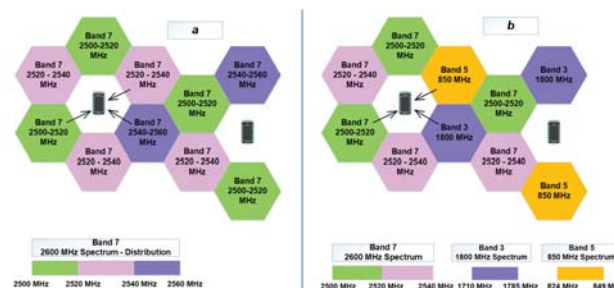 a
Band 7
2500-2520
MHz
Band 7
2520 - 2540
MHz
Band 7
2520 - 2540
MHz
Band 7
2540-2560
MHz
Band 7
2500-2520
MHz
Band 7
2500-2520
MHz
Band 7
2540-2560
MHz
Band 7
2520 - 2540
MHz
Band 7
2520 - 2540
MHz
Band 7
2500-2520
MHz
Band 7
2600 MHz Spectrum - Distribution
2500 MHz 2520 MHz 2540 MHz 2560 MHz
b
Band 7
2500-2520
MHz
Band 7
2520 - 2540
MHz
Band 5
850 MHz
Band 3
1800 MHz
Band 7
2500-2520
MHz
Band 7
2500-2520
MHz
Band 3
1800 MHz
Band 7
2520 - 2540
MHz
Band 7
2520 - 2540
MHz
Band 5
850 MHz
Band 7
2600 MHz Spectrum
Band 3
1800 MHz Spectrum
Band 5
850 MHz Spectrum
2500 MHz 2520 MHz 2540 MHz 1710 MHz 1785 MHz 824 MHz 849 MHz